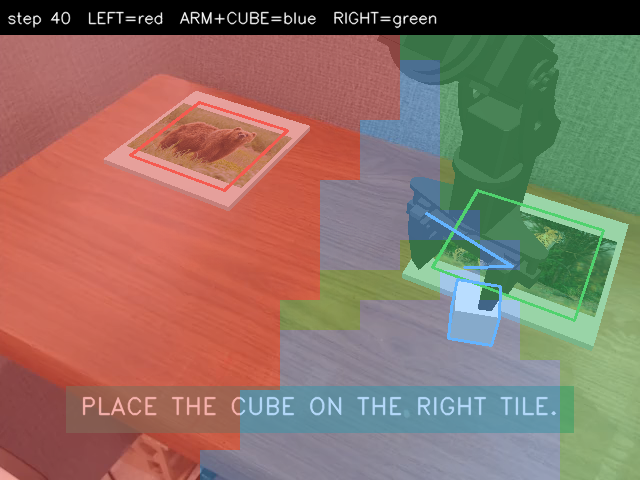 step 40 LEFT=red ARM+CUBE=blue RIGHT=green
PLACE THE CUBE ON THE RIGHT TILE.